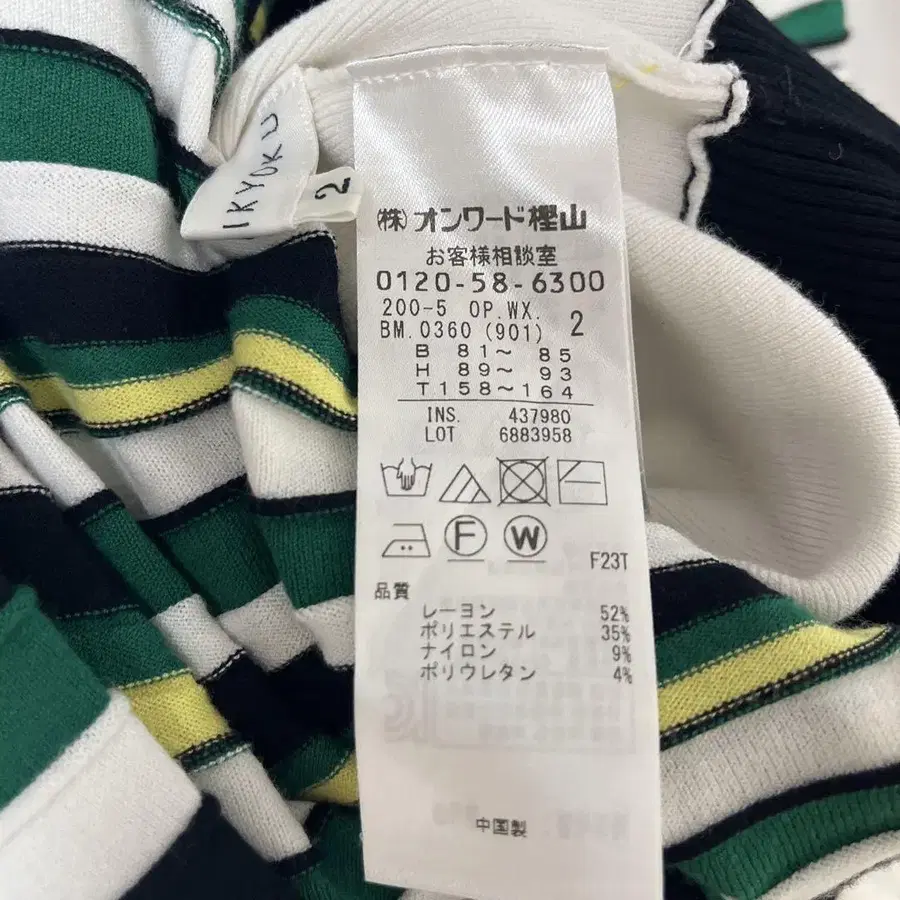 IKYOKU
2
(株)オンワード樫山
お客様相談室
0120-58-6300
200-5 OP.WX.
BM.0360 (901) 2
B 81～ 85
H 89～ 93
T158～164
INS. 437980
LOT 6883958
F
W
F23T
品質
レーヨン 52%
ポリエステル 35%
ナイロン 9%
ポリウレタン 4%
中国製